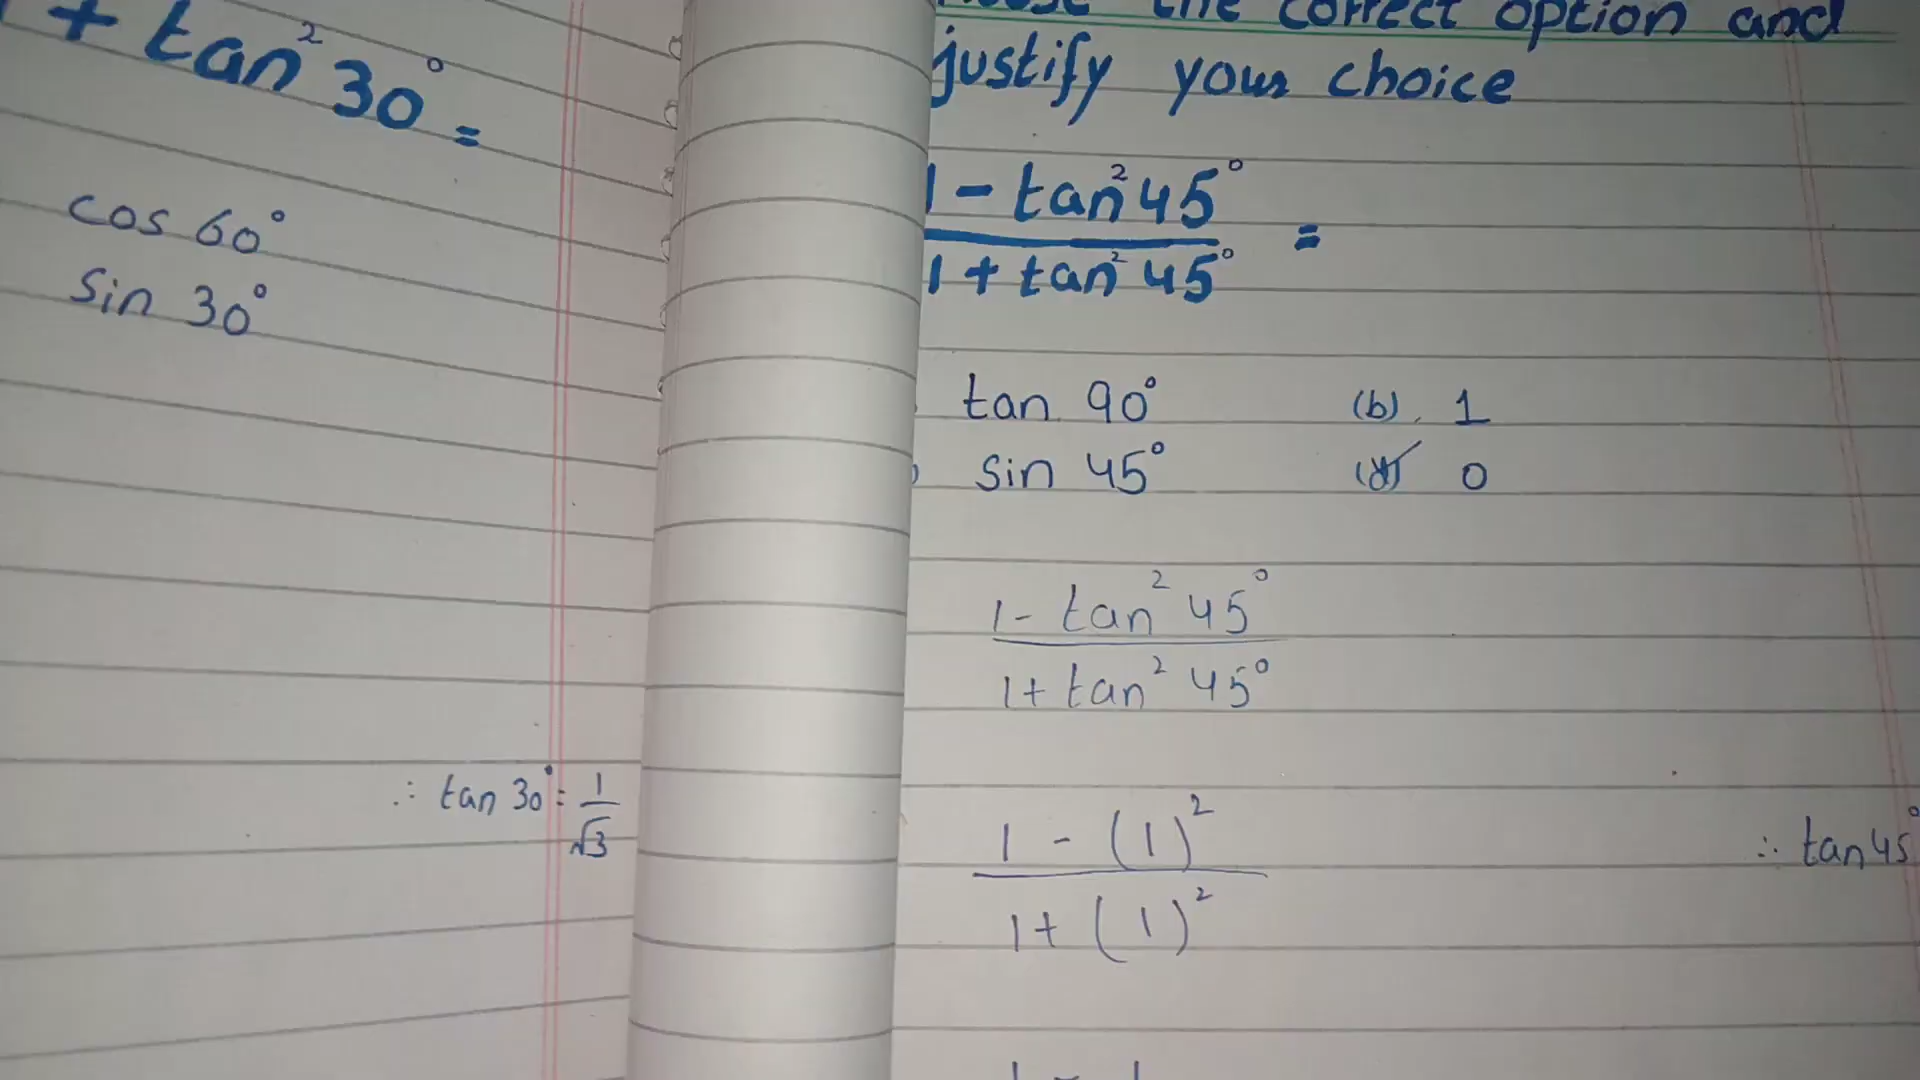 + tan² 30° =
cos 60°
sin 30°
∴ tan 30° = 1/√3
the correct option and
justify your choice
1 - tan² 45°
1 + tan² 45° =
tan 90° (b) 1
sin 45° (d) 0
1 - tan² 45°
1 + tan² 45°
1 - (1)²
1 + (1)²
∴ tan 45°